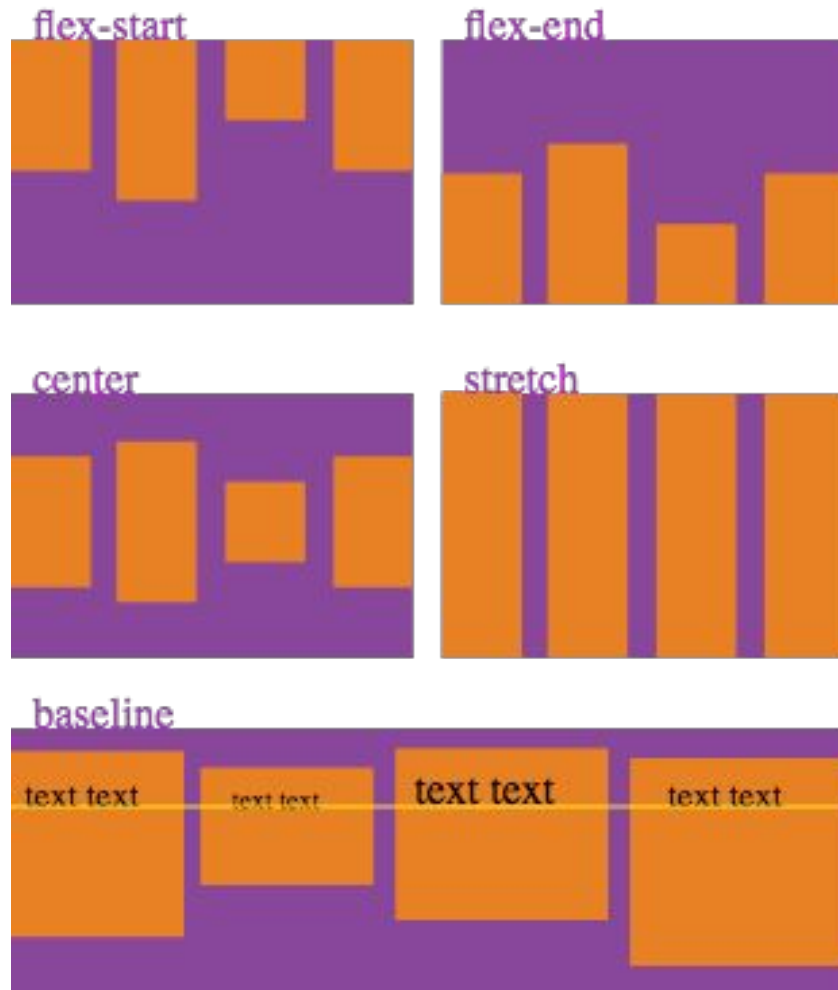 flex-start
flex-end
center
stretch
baseline
text text
text text
text text
text text